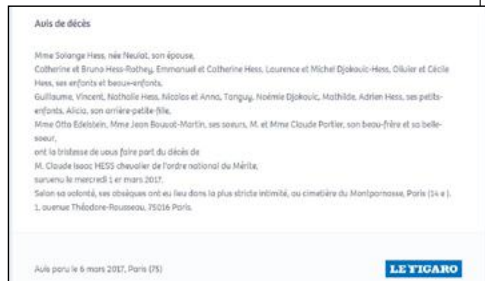 Avis de décès
Mme Solange Hess, née Neulat, son épouse,
Catherine et Bruno Hess-Rothey, Emmanuel et Catherine Hess, Laurence et Michel Djokovic-Hess, Olivier et Cécile
Hess, ses enfants et beaux-enfants,
Guillaume, Vincent, Nathalie Hess, Nicolas et Anna, Tanguy, Noémie Djokovic, Mathilde, Adrien Hess, ses petits-
enfants, Alicia, son arrière-petite-fille,
Mme Otto Edelstein, Mme Jean Bouvat-Martin, ses soeurs, M. et Mme Claude Portier, son beau-frère et sa belle-
soeur,
ont la tristesse de vous faire part du décès de
M. Claude Isaac HESS chevalier de l'ordre national du Mérite,
survenu le mercredi 1 er mars 2017.
Selon sa volonté, ses obsèques ont eu lieu dans la plus stricte intimité, au cimetière du Montparnasse, Paris (14 e ).
1, avenue Théodore-Rousseau, 75016 Paris.
Avis paru le 6 mars 2017, Paris (75)
LE FIGARO